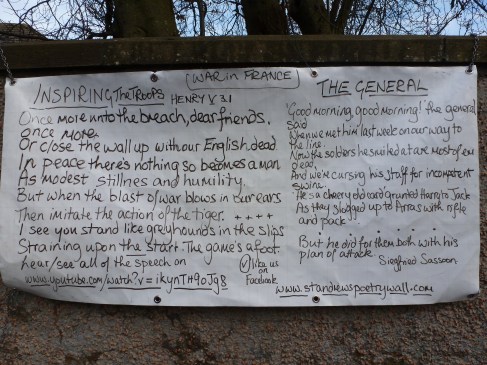 (WAR in FRANCE)
INSPIRING The TROOPS HENRY V. 3.1
Once more unto the breach, dear friends,
once more
Or close the wall up with our English dead
In peace there's nothing so becomes a man
As modest stillnes and humility.
But when the blast of war blows in our ears
Then imitate the action of the tiger. ++++
I see you stand like greyhounds in the slips
Straining upon the start. The game's afoot.
hear/see all of the speech on
www.youtube.com/watch?v=ikynTH9oJg8
like us
on
Facebook
THE GENERAL
'Good morning, good morning!' the general
said
When we met him last week on our way to
the line.
Now the soldiers he smiled at are most of em
dead,
And we're cursing his staff for incompetent
swine.
'He's a cheery old card' grunted Harry to Jack
As they slogged up to Arras with rifle
and pack.
But he did for them both with his
plan of attack.
Siegfried Sassoon
www.standrewspoetrywall.com